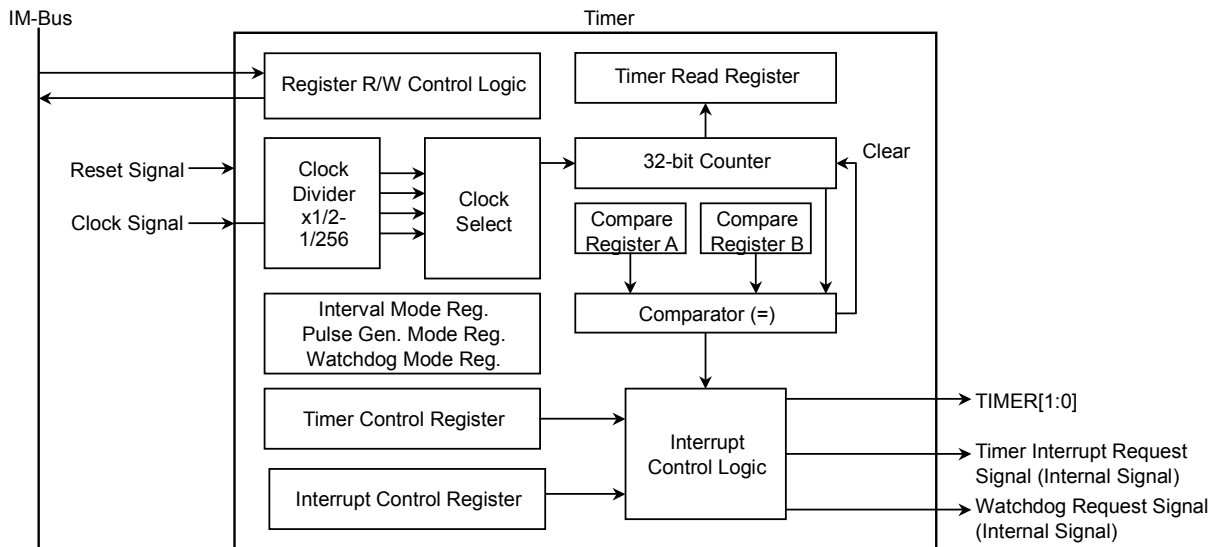 IM-Bus
Timer
Register R/W Control Logic
Timer Read Register
Reset Signal
Clock Signal
Clock
Divider
x1/2-
1/256
Clock
Select
32-bit Counter
Clear
Compare
Register A
Compare
Register B
Comparator (=)
Interval Mode Reg.
Pulse Gen. Mode Reg.
Watchdog Mode Reg.
Timer Control Register
Interrupt Control Register
Interrupt
Control Logic
TIMER[1:0]
Timer Interrupt Request
Signal (Internal Signal)
Watchdog Request Signal
(Internal Signal)